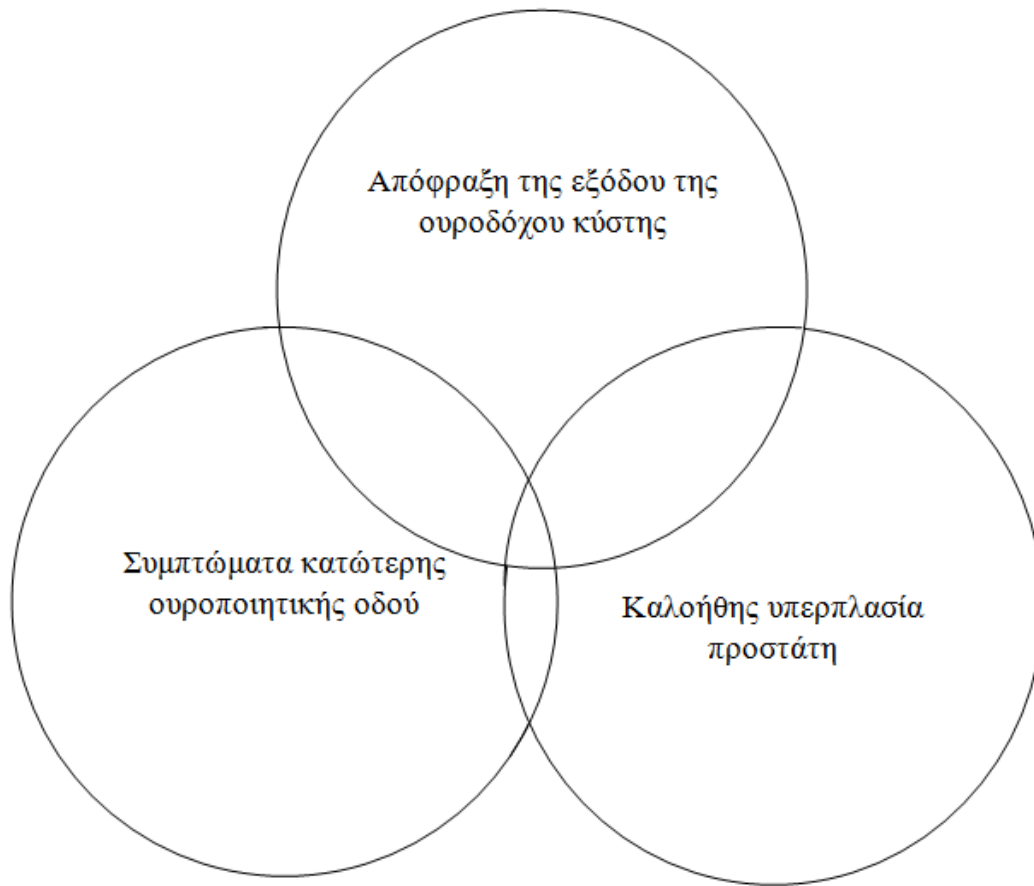 Απόφραξη της εξόδου της
ουροδόχου κύστης
Συμπτώματα κατώτερης
ουροποιητικής οδού
Καλοήθης υπερπλασία
προστάτη